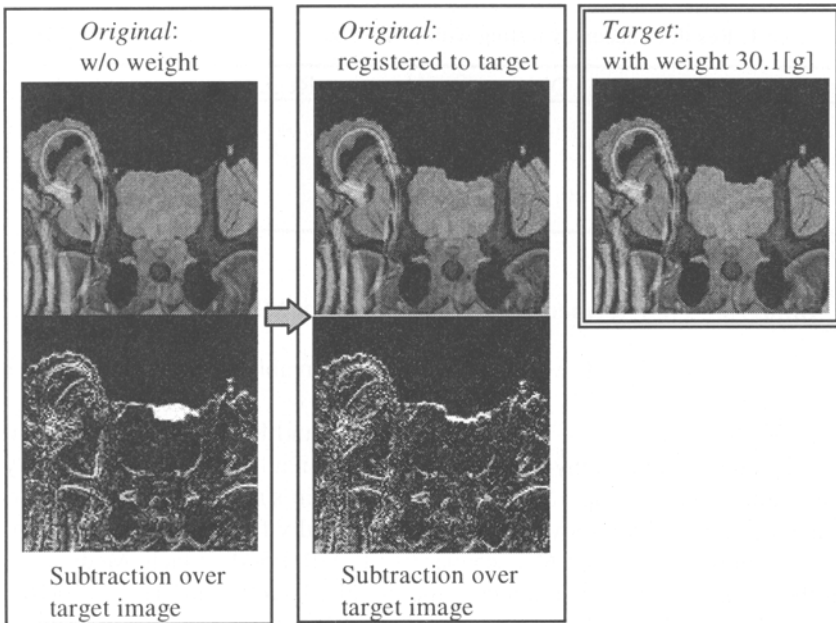 Original:
w/o weight
Subtraction over
target image
Original:
registered to target
Subtraction over
target image
Target:
with weight 30.1[g]